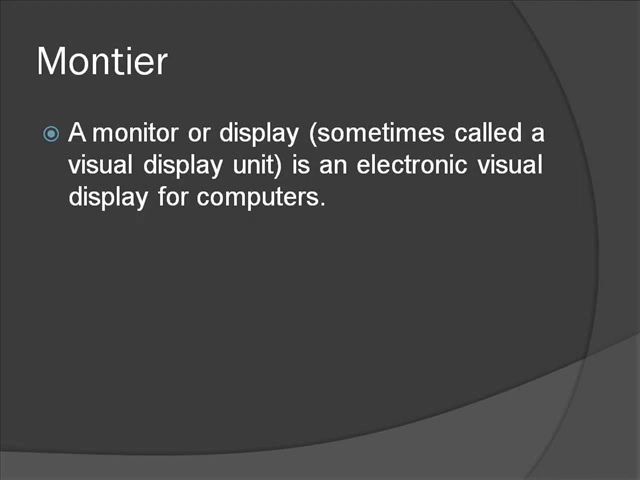 Montier
A monitor or display (sometimes called a
visual display unit) is an electronic visual
display for computers.